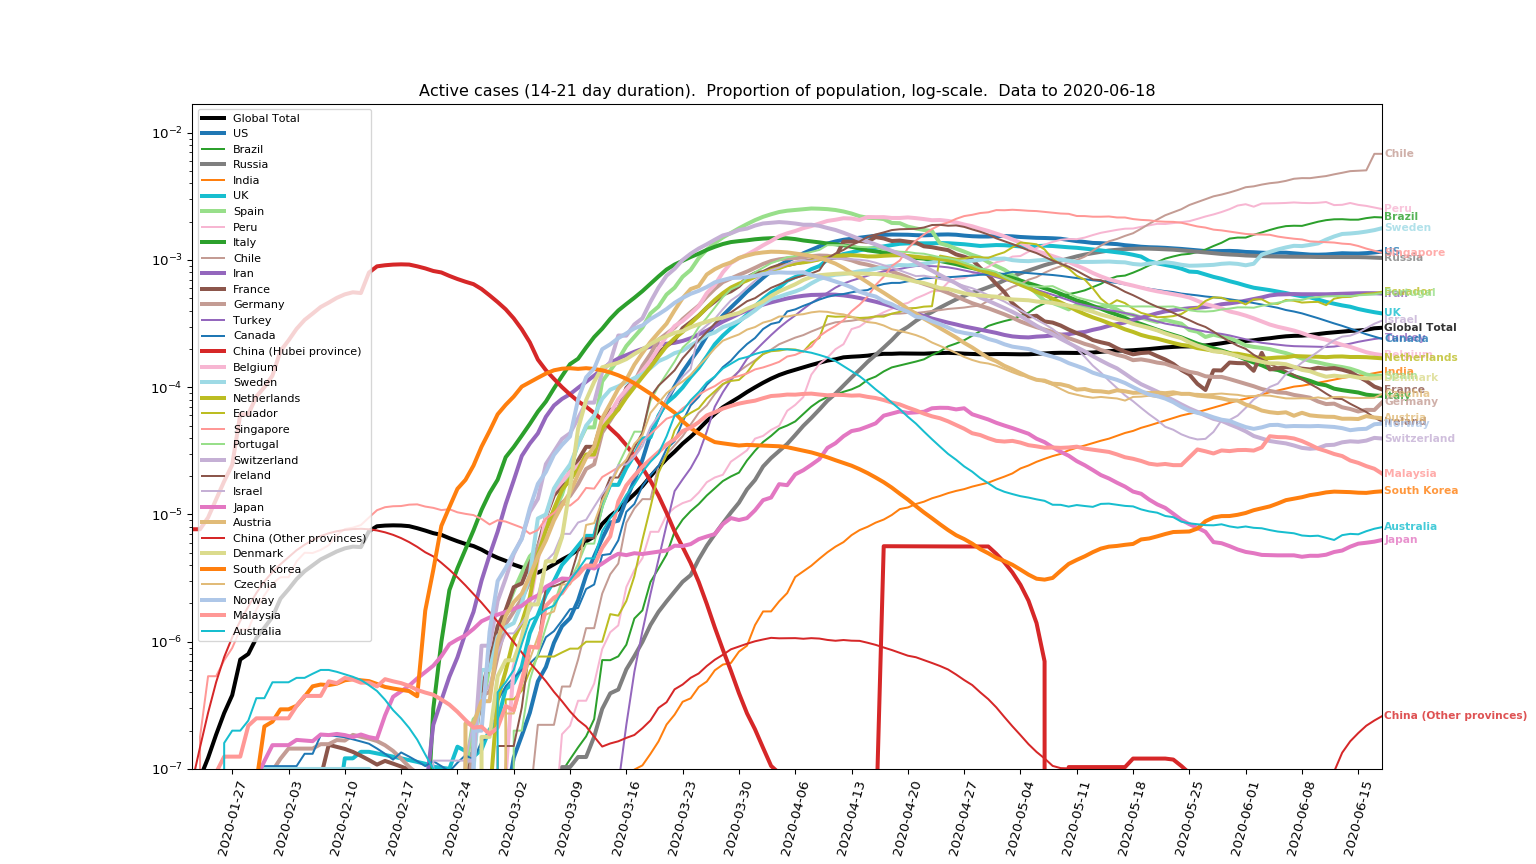 Active cases (14-21 day duration).  Proportion of population, log-scale.  Data to 2020-06-18
10⁻²
10⁻³
10⁻⁴
10⁻⁵
10⁻⁶
10⁻⁷
Global Total
US
Brazil
Russia
India
UK
Spain
Peru
Italy
Chile
Iran
France
Germany
Turkey
Canada
China (Hubei province)
Belgium
Sweden
Netherlands
Ecuador
Singapore
Portugal
Switzerland
Ireland
Israel
Japan
Austria
China (Other provinces)
Denmark
South Korea
Czechia
Norway
Malaysia
Australia
Chile
Peru
Brazil
Sweden
US
Singapore
Russia
Ecuador
Iran
UK
Israel
Global Total
Turkey
Netherlands
India
France
Italy
Germany
Austria
Ireland
Switzerland
Malaysia
South Korea
Australia
Japan
China (Other provinces)
2020-01-27
2020-02-03
2020-02-10
2020-02-17
2020-02-24
2020-03-02
2020-03-09
2020-03-16
2020-03-23
2020-03-30
2020-04-06
2020-04-13
2020-04-20
2020-04-27
2020-05-04
2020-05-11
2020-05-18
2020-05-25
2020-06-01
2020-06-08
2020-06-15